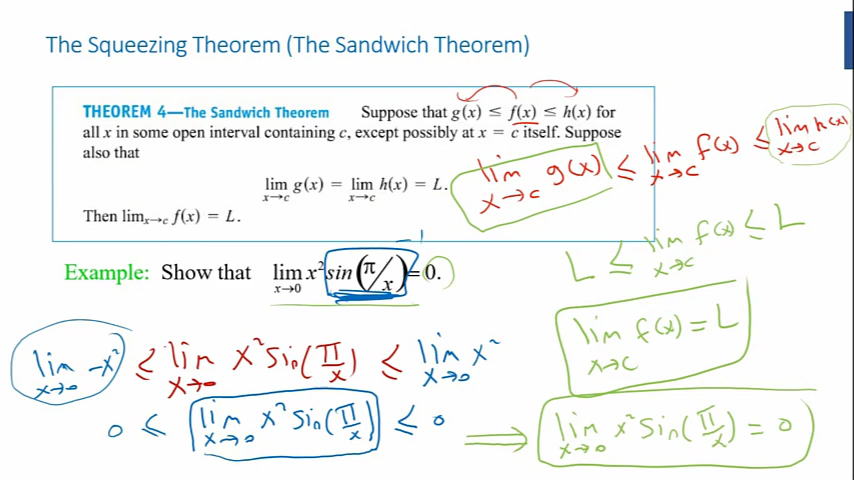 The Squeezing Theorem (The Sandwich Theorem)
THEOREM 4—The Sandwich Theorem Suppose that g(x) ≤ f(x) ≤ h(x) for
all x in some open interval containing c, except possibly at x = c itself. Suppose
also that
lim x→c g(x) = lim x→c h(x) = L.
Then lim x→c f(x) = L.
lim x→c g(x) ≤ lim x→c f(x) ≤ lim x→c h(x)
L ≤ lim x→c f(x) ≤ L
lim x→c f(x) = L
Example: Show that lim x→0 x² sin(π/x) = 0.
lim x→0 -x² ≤ lim x→0 x² sin(π/x) ≤ lim x→0 x²
0 ≤ lim x→0 x² sin(π/x) ≤ 0 ⟹ lim x→0 x² sin(π/x) = 0